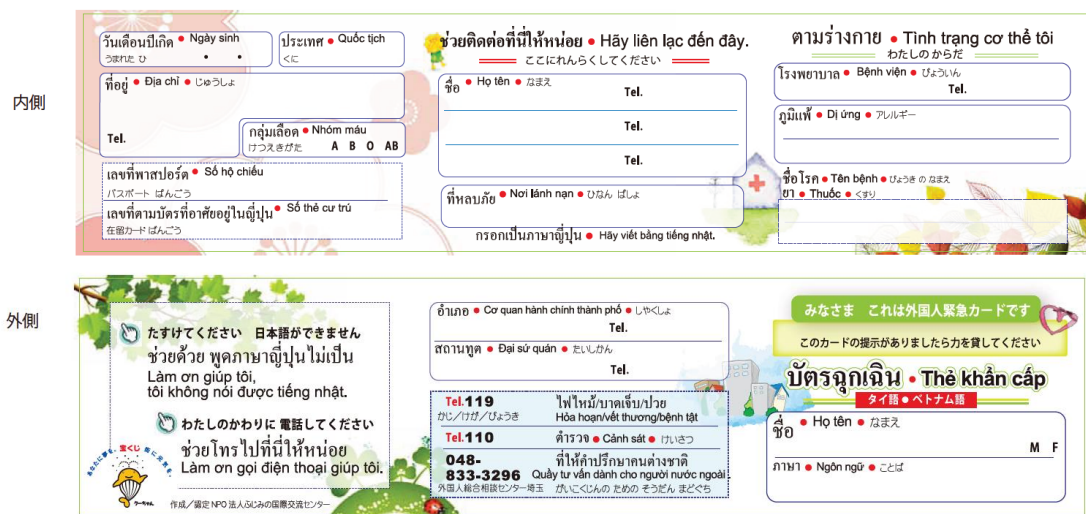 内側
วันเดือนปีเกิด ● Ngày sinh
うまれた ひ ・ ・
ประเทศ ● Quốc tịch
くに
ที่อยู่ ● Địa chỉ ● じゅうしょ
Tel.
กลุ่มเลือด ● Nhóm máu
けつえきがた A B O AB
เลขที่พาสปอร์ต ● Số hộ chiếu
パスポート ばんごう
เลขที่ตามบัตรที่อาศัยอยู่ในญี่ปุ่น ● Số thẻ cư trú
在留カード ばんごう
ช่วยติดต่อที่นี่ให้หน่อย ● Hãy liên lạc đến đây.
ここにれんらくしてください
ชื่อ ● Họ tên ● なまえ
Tel.
Tel.
Tel.
ที่หลบภัย ● Nơi lánh nạn ● ひなん ばしょ
กรอกเป็นภาษาญี่ปุ่น ● Hãy viết bằng tiếng nhật.
ตามร่างกาย ● Tình trạng cơ thể tôi
わたしの からだ
โรงพยาบาล ● Bệnh viện ● びょういん
Tel.
ภูมิแพ้ ● Dị ứng ● アレルギー
ชื่อโรค ● Tên bệnh ● びょうき の なまえ
ยา ● Thuốc ● くすり
外側
たすけてください 日本語ができません
ช่วยด้วย พูดภาษาญี่ปุ่นไม่เป็น
Làm ơn giúp tôi,
tôi không nói được tiếng nhật.
わたしのかわりに 電話してください
ช่วยโทรไปที่นี่ให้หน่อย
Làm ơn gọi điện thoại giúp tôi.
あなたに夢を、宝くじ 街に元気を。
クーちゃん
作成/認定 NPO 法人ふじみの国際交流センター
อำเภอ ● Cơ quan hành chính thành phố ● しやくしょ
Tel.
สถานทูต ● Đại sứ quán ● たいしかん
Tel.
Tel.119 ไฟไหม้/บาดเจ็บ/ป่วย
かじ/けが/びょうき Hỏa hoạn/vết thương/bệnh tật
Tel.110 ตำรวจ ● Cảnh sát ● けいさつ
048-833-3296 ที่ให้คำปรึกษาคนต่างชาติ
Quầy tư vấn dành cho người nước ngoài
外国人総合相談センター埼玉 がいこくじんの ための そうだん まどぐち
みなさま これは外国人緊急カードです
このカードの提示がありましたら力を貸してください
บัตรฉุกเฉิน ● Thẻ khẩn cấp
タイ語 ● ベトナム語
ชื่อ ● Họ tên ● なまえ
M F
ภาษา ● Ngôn ngữ ● ことば